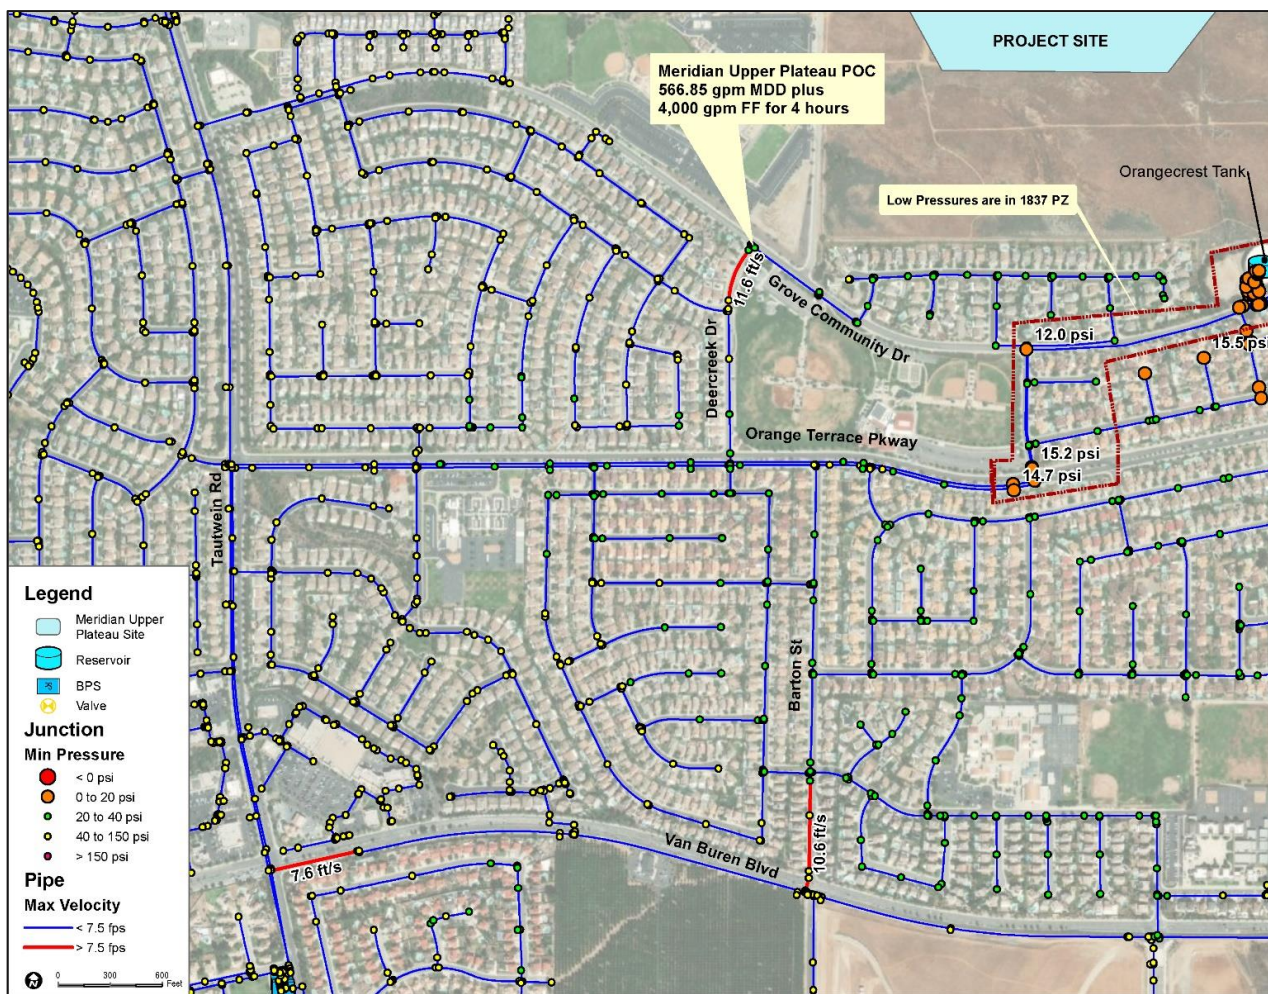 PROJECT SITE
Meridian Upper Plateau POC
566.85 gpm MDD plus
4,000 gpm FF for 4 hours
Orangecrest Tank
Low Pressures are in 1837 PZ
11.6 ft/s
Grove Community Dr
12.0 psi
15.5 psi
Deercreek Dr
Orange Terrace Pkway
15.2 psi
14.7 psi
Tautwein Rd
Barton St
10.6 ft/s
Van Buren Blvd
7.6 ft/s
Legend
Meridian Upper
Plateau Site
Reservoir
BPS
Valve
Junction
Min Pressure
< 0 psi
0 to 20 psi
20 to 40 psi
40 to 150 psi
> 150 psi
Pipe
Max Velocity
< 7.5 fps
> 7.5 fps
N
0 300 600
Feet